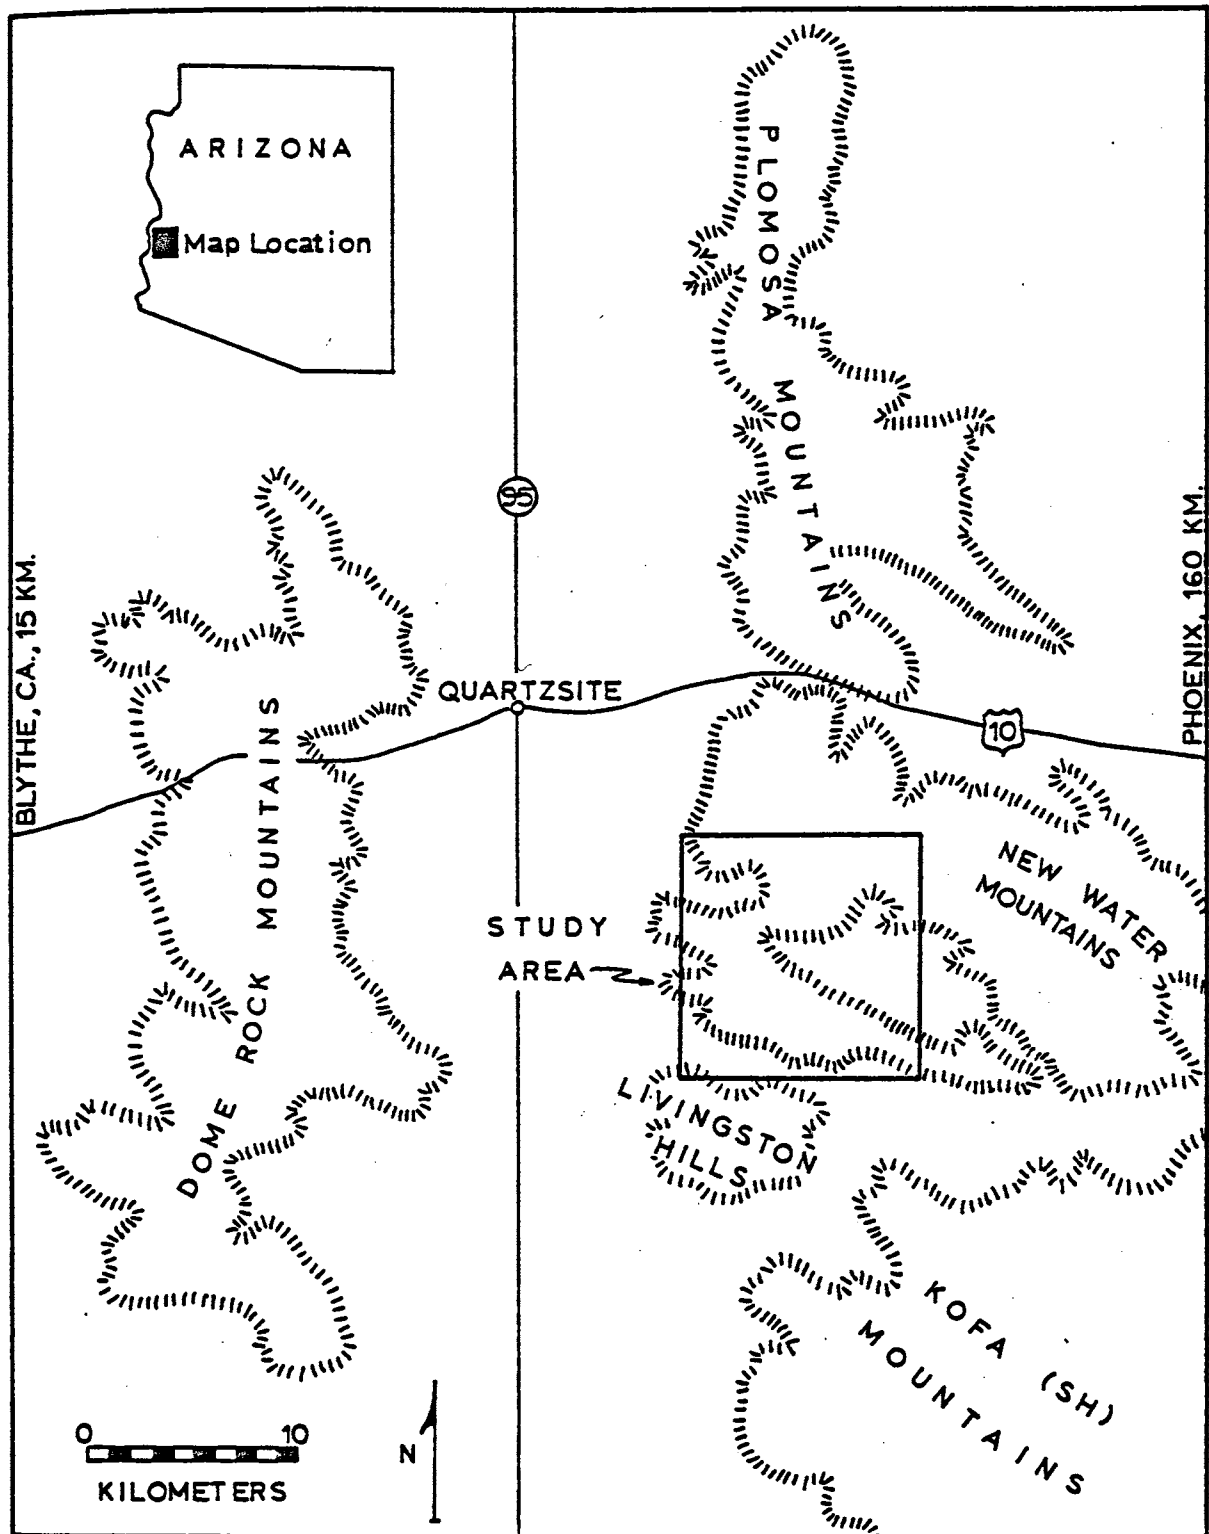 ARIZONA
Map Location
PLOMOSA
MOUNTAINS
95
BLYTHE, CA., 15 KM.
PHOENIX, 160 KM.
QUARTZSITE
10
DOME ROCK MOUNTAINS
NEW WATER
MOUNTAINS
STUDY
AREA
LIVINGSTON
HILLS
KOFA (SH)
MOUNTAINS
0 10
KILOMETERS
N